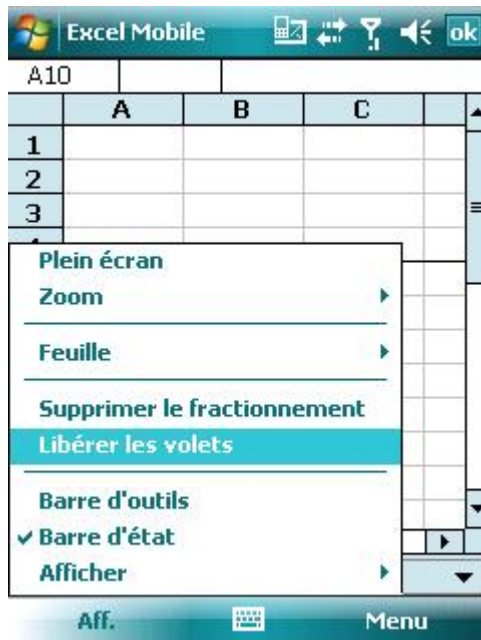 Excel Mobile ok
A10
A B C
1
2
3
Plein écran
Zoom
Feuille
Supprimer le fractionnement
Libérer les volets
Barre d'outils
Barre d'état
Afficher
Aff. Menu